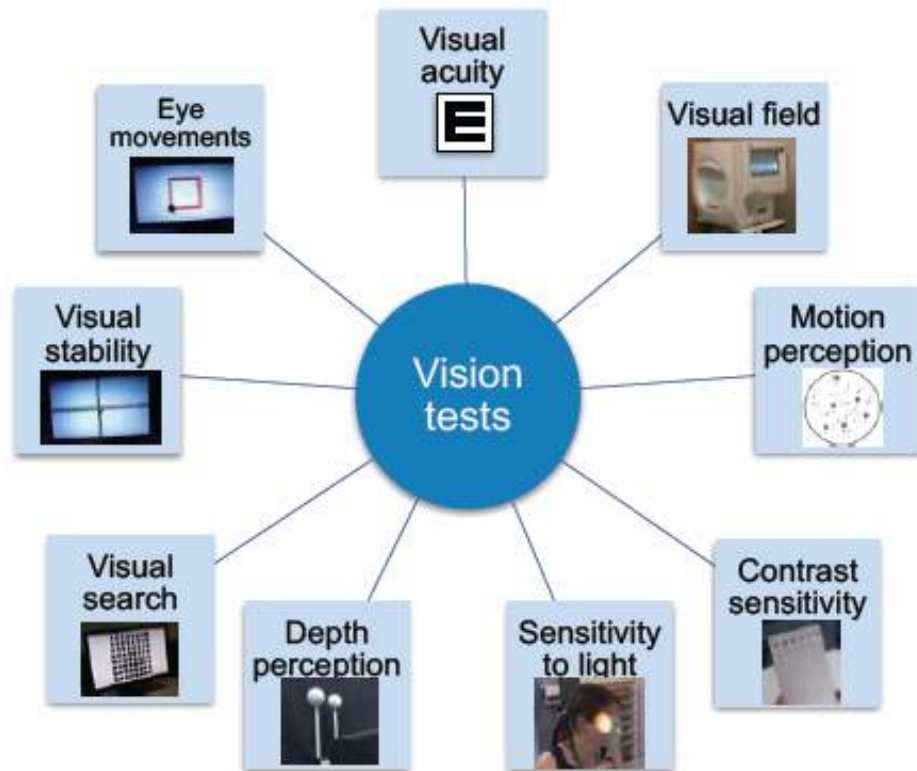 Visual
acuity
E
Eye
movements
Visual field
Visual
stability
Motion
perception
Vision
tests
Visual
search
Depth
perception
Sensitivity
to light
Contrast
sensitivity